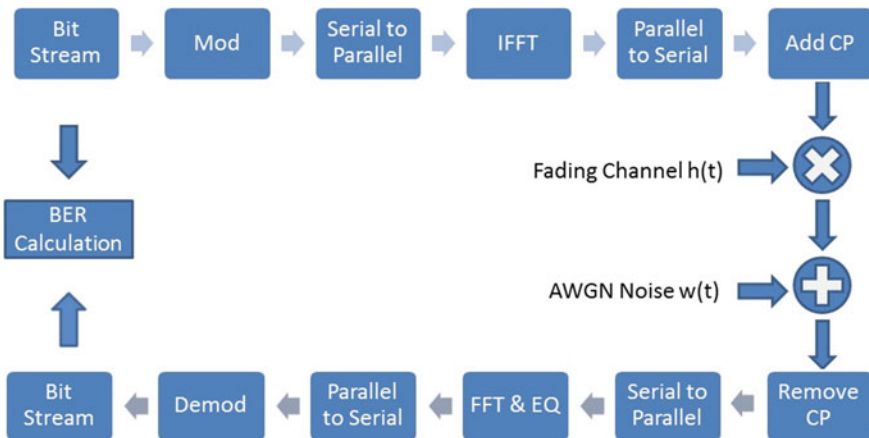 Bit
Stream
Mod
Serial to
Parallel
IFFT
Parallel
to Serial
Add CP
Fading Channel h(t)
BER
Calculation
AWGN Noise w(t)
Bit
Stream
Demod
Parallel
to Serial
FFT & EQ
Serial to
Parallel
Remove
CP